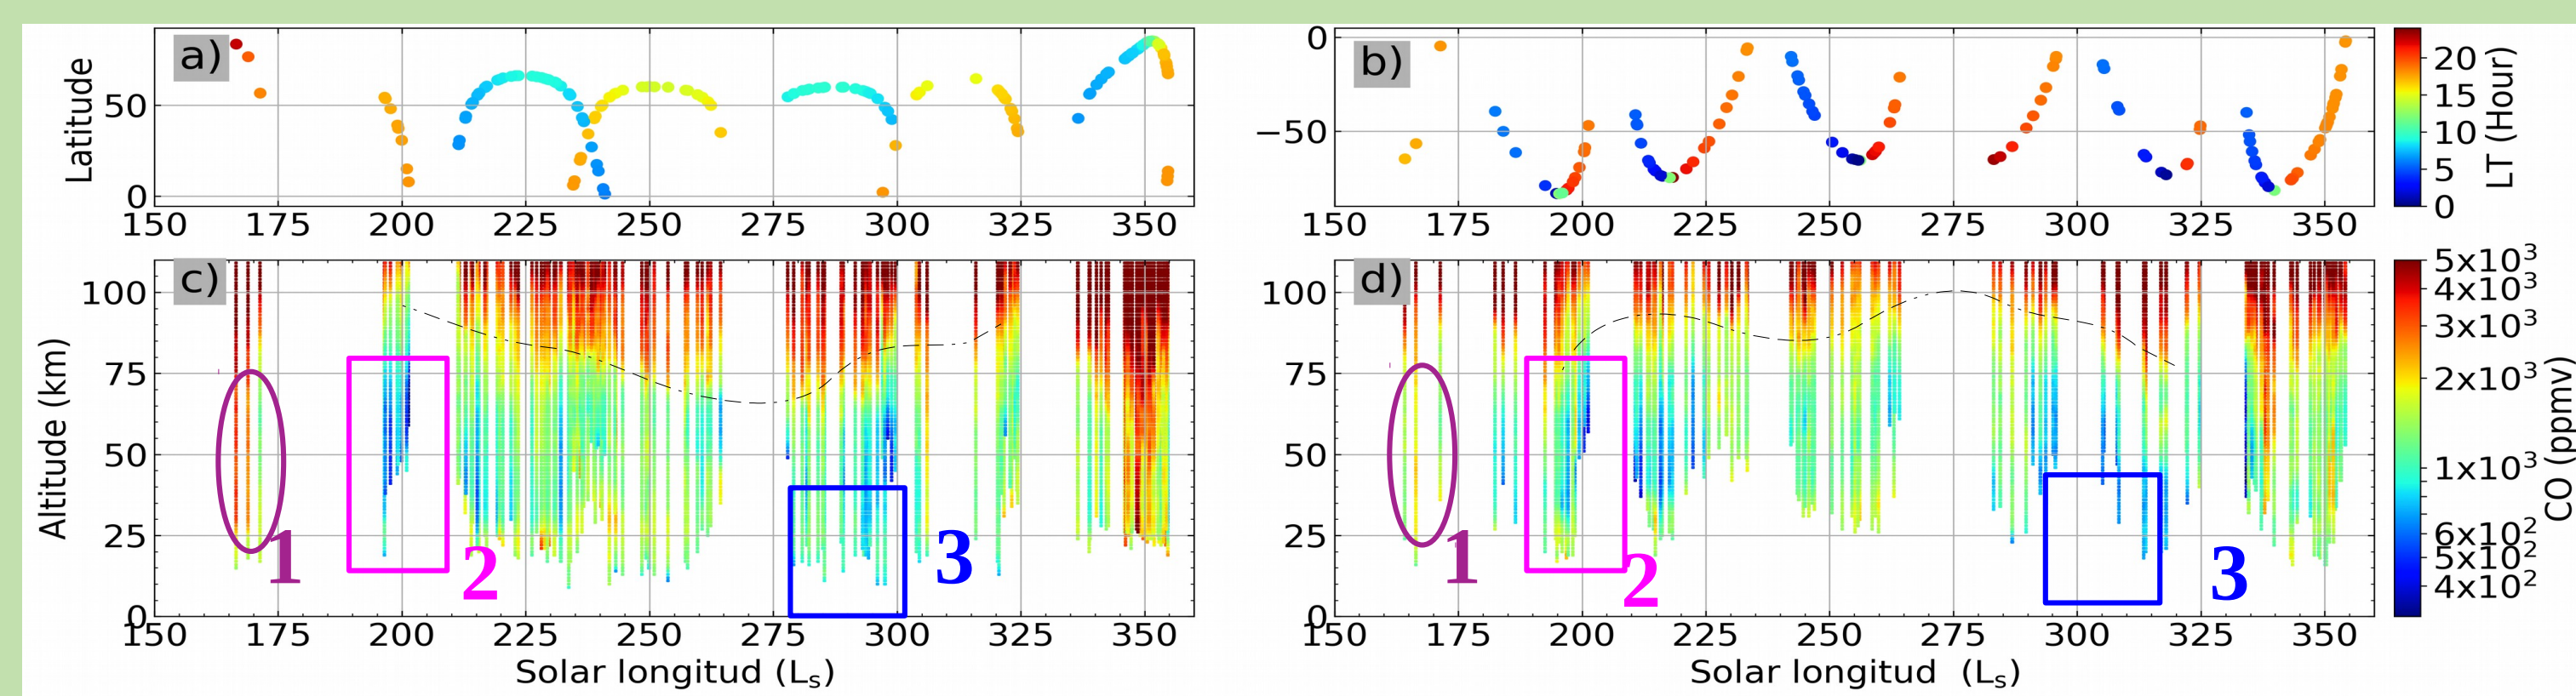 a)
Latitude
50
0
150 175 200 225 250 275 300 325 350
b)
0
−50
150 175 200 225 250 275 300 325 350
20
15
10
5
0
LT (Hour)
c)
Altitude (km)
100
75
50
25
0
1
2
3
150 175 200 225 250 275 300 325 350
Solar longitud (Lₛ)
d)
100
75
50
25
0
1
2
3
150 175 200 225 250 275 300 325 350
Solar longitud (Lₛ)
5x10³
4x10³
3x10³
2x10³
1x10³
6x10²
5x10²
4x10²
CO (ppmv)